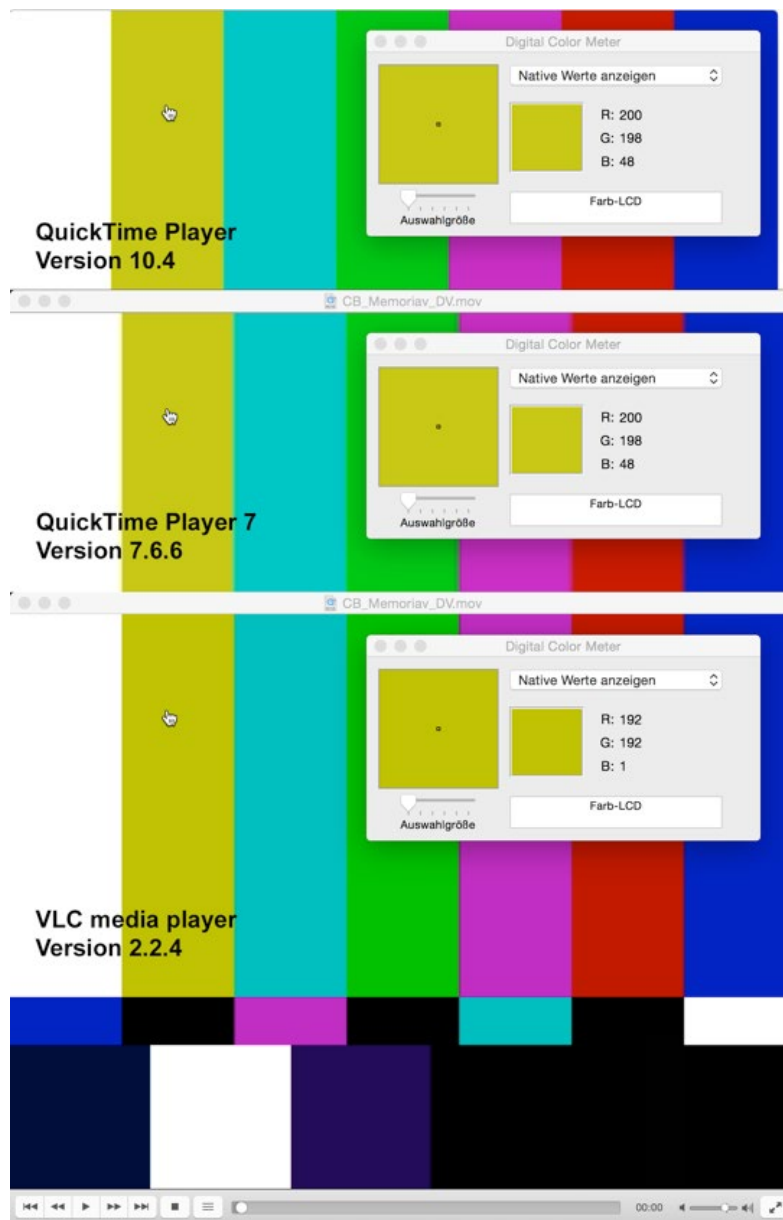 Digital Color Meter
Native Werte anzeigen
R: 200
G: 198
B: 48
Farb-LCD
Auswahlgröße
QuickTime Player
Version 10.4
CB_Memoriav_DV.mov
Digital Color Meter
Native Werte anzeigen
R: 200
G: 198
B: 48
Farb-LCD
Auswahlgröße
QuickTime Player 7
Version 7.6.6
CB_Memoriav_DV.mov
Digital Color Meter
Native Werte anzeigen
R: 192
G: 192
B: 1
Farb-LCD
Auswahlgröße
VLC media player
Version 2.2.4
00:00